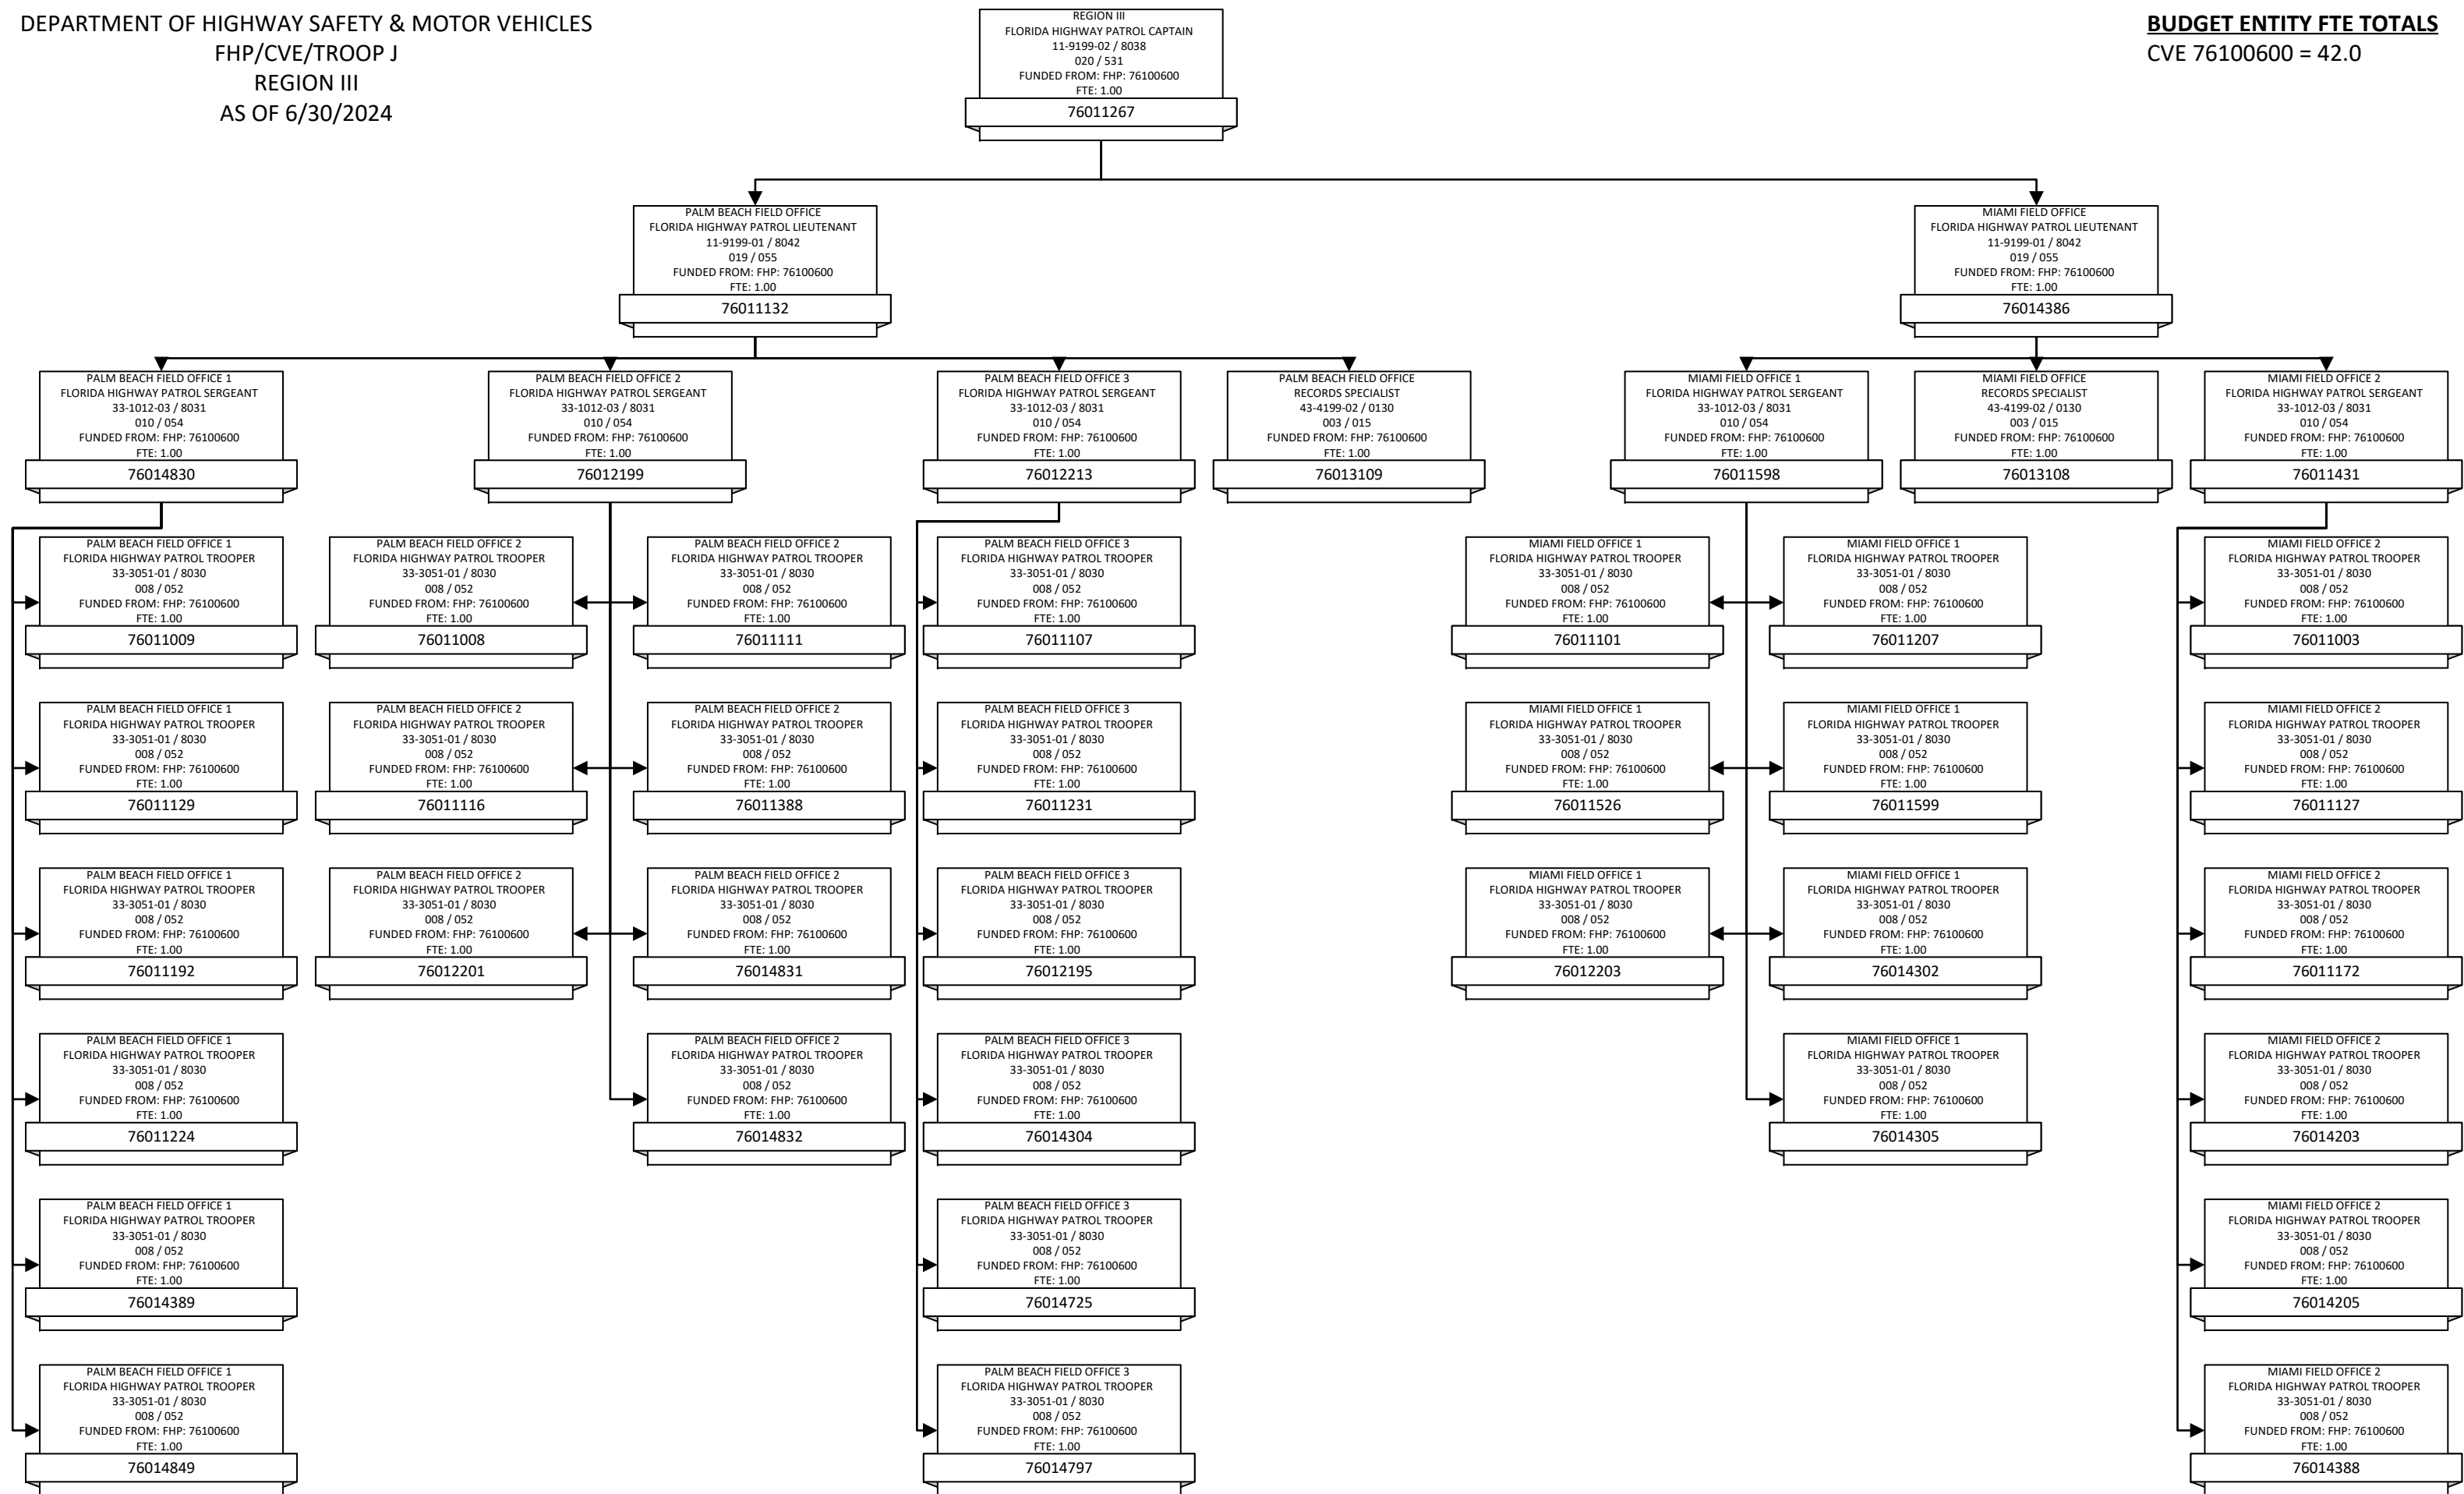 DEPARTMENT OF HIGHWAY SAFETY & MOTOR VEHICLES
FHP/CVE/TROOP J
REGION III
AS OF 6/30/2024
BUDGET ENTITY FTE TOTALS
CVE 76100600 = 42.0
REGION III
FLORIDA HIGHWAY PATROL CAPTAIN
11-9199-02 / 8038
020 / 531
FUNDED FROM: FHP: 76100600
FTE: 1.00
76011267
PALM BEACH FIELD OFFICE
FLORIDA HIGHWAY PATROL LIEUTENANT
11-9199-01 / 8042
019 / 055
FUNDED FROM: FHP: 76100600
FTE: 1.00
76011132
MIAMI FIELD OFFICE
FLORIDA HIGHWAY PATROL LIEUTENANT
11-9199-01 / 8042
019 / 055
FUNDED FROM: FHP: 76100600
FTE: 1.00
76014386
PALM BEACH FIELD OFFICE 1
FLORIDA HIGHWAY PATROL SERGEANT
33-1012-03 / 8031
010 / 054
FUNDED FROM: FHP: 76100600
FTE: 1.00
76014830
PALM BEACH FIELD OFFICE 2
FLORIDA HIGHWAY PATROL SERGEANT
33-1012-03 / 8031
010 / 054
FUNDED FROM: FHP: 76100600
FTE: 1.00
76012199
PALM BEACH FIELD OFFICE 3
FLORIDA HIGHWAY PATROL SERGEANT
33-1012-03 / 8031
010 / 054
FUNDED FROM: FHP: 76100600
FTE: 1.00
76012213
PALM BEACH FIELD OFFICE
RECORDS SPECIALIST
43-4199-02 / 0130
003 / 015
FUNDED FROM: FHP: 76100600
FTE: 1.00
76013109
MIAMI FIELD OFFICE 1
FLORIDA HIGHWAY PATROL SERGEANT
33-1012-03 / 8031
010 / 054
FUNDED FROM: FHP: 76100600
FTE: 1.00
76011598
MIAMI FIELD OFFICE
RECORDS SPECIALIST
43-4199-02 / 0130
003 / 015
FUNDED FROM: FHP: 76100600
FTE: 1.00
76013108
MIAMI FIELD OFFICE 2
FLORIDA HIGHWAY PATROL SERGEANT
33-1012-03 / 8031
010 / 054
FUNDED FROM: FHP: 76100600
FTE: 1.00
76011431
PALM BEACH FIELD OFFICE 1
FLORIDA HIGHWAY PATROL TROOPER
33-3051-01 / 8030
008 / 052
FUNDED FROM: FHP: 76100600
FTE: 1.00
76011009
PALM BEACH FIELD OFFICE 2
FLORIDA HIGHWAY PATROL TROOPER
33-3051-01 / 8030
008 / 052
FUNDED FROM: FHP: 76100600
FTE: 1.00
76011008
PALM BEACH FIELD OFFICE 2
FLORIDA HIGHWAY PATROL TROOPER
33-3051-01 / 8030
008 / 052
FUNDED FROM: FHP: 76100600
FTE: 1.00
76011111
PALM BEACH FIELD OFFICE 3
FLORIDA HIGHWAY PATROL TROOPER
33-3051-01 / 8030
008 / 052
FUNDED FROM: FHP: 76100600
FTE: 1.00
76011107
MIAMI FIELD OFFICE 1
FLORIDA HIGHWAY PATROL TROOPER
33-3051-01 / 8030
008 / 052
FUNDED FROM: FHP: 76100600
FTE: 1.00
76011101
MIAMI FIELD OFFICE 1
FLORIDA HIGHWAY PATROL TROOPER
33-3051-01 / 8030
008 / 052
FUNDED FROM: FHP: 76100600
FTE: 1.00
76011207
MIAMI FIELD OFFICE 2
FLORIDA HIGHWAY PATROL TROOPER
33-3051-01 / 8030
008 / 052
FUNDED FROM: FHP: 76100600
FTE: 1.00
76011003
PALM BEACH FIELD OFFICE 1
FLORIDA HIGHWAY PATROL TROOPER
33-3051-01 / 8030
008 / 052
FUNDED FROM: FHP: 76100600
FTE: 1.00
76011129
PALM BEACH FIELD OFFICE 2
FLORIDA HIGHWAY PATROL TROOPER
33-3051-01 / 8030
008 / 052
FUNDED FROM: FHP: 76100600
FTE: 1.00
76011116
PALM BEACH FIELD OFFICE 2
FLORIDA HIGHWAY PATROL TROOPER
33-3051-01 / 8030
008 / 052
FUNDED FROM: FHP: 76100600
FTE: 1.00
76011388
PALM BEACH FIELD OFFICE 3
FLORIDA HIGHWAY PATROL TROOPER
33-3051-01 / 8030
008 / 052
FUNDED FROM: FHP: 76100600
FTE: 1.00
76011231
MIAMI FIELD OFFICE 1
FLORIDA HIGHWAY PATROL TROOPER
33-3051-01 / 8030
008 / 052
FUNDED FROM: FHP: 76100600
FTE: 1.00
76011526
MIAMI FIELD OFFICE 1
FLORIDA HIGHWAY PATROL TROOPER
33-3051-01 / 8030
008 / 052
FUNDED FROM: FHP: 76100600
FTE: 1.00
76011599
MIAMI FIELD OFFICE 2
FLORIDA HIGHWAY PATROL TROOPER
33-3051-01 / 8030
008 / 052
FUNDED FROM: FHP: 76100600
FTE: 1.00
76011127
PALM BEACH FIELD OFFICE 1
FLORIDA HIGHWAY PATROL TROOPER
33-3051-01 / 8030
008 / 052
FUNDED FROM: FHP: 76100600
FTE: 1.00
76011192
PALM BEACH FIELD OFFICE 2
FLORIDA HIGHWAY PATROL TROOPER
33-3051-01 / 8030
008 / 052
FUNDED FROM: FHP: 76100600
FTE: 1.00
76012201
PALM BEACH FIELD OFFICE 2
FLORIDA HIGHWAY PATROL TROOPER
33-3051-01 / 8030
008 / 052
FUNDED FROM: FHP: 76100600
FTE: 1.00
76014831
PALM BEACH FIELD OFFICE 3
FLORIDA HIGHWAY PATROL TROOPER
33-3051-01 / 8030
008 / 052
FUNDED FROM: FHP: 76100600
FTE: 1.00
76012195
MIAMI FIELD OFFICE 1
FLORIDA HIGHWAY PATROL TROOPER
33-3051-01 / 8030
008 / 052
FUNDED FROM: FHP: 76100600
FTE: 1.00
76012203
MIAMI FIELD OFFICE 1
FLORIDA HIGHWAY PATROL TROOPER
33-3051-01 / 8030
008 / 052
FUNDED FROM: FHP: 76100600
FTE: 1.00
76014302
MIAMI FIELD OFFICE 2
FLORIDA HIGHWAY PATROL TROOPER
33-3051-01 / 8030
008 / 052
FUNDED FROM: FHP: 76100600
FTE: 1.00
76011172
PALM BEACH FIELD OFFICE 1
FLORIDA HIGHWAY PATROL TROOPER
33-3051-01 / 8030
008 / 052
FUNDED FROM: FHP: 76100600
FTE: 1.00
76011224
PALM BEACH FIELD OFFICE 2
FLORIDA HIGHWAY PATROL TROOPER
33-3051-01 / 8030
008 / 052
FUNDED FROM: FHP: 76100600
FTE: 1.00
76014832
PALM BEACH FIELD OFFICE 3
FLORIDA HIGHWAY PATROL TROOPER
33-3051-01 / 8030
008 / 052
FUNDED FROM: FHP: 76100600
FTE: 1.00
76014304
MIAMI FIELD OFFICE 1
FLORIDA HIGHWAY PATROL TROOPER
33-3051-01 / 8030
008 / 052
FUNDED FROM: FHP: 76100600
FTE: 1.00
76014305
MIAMI FIELD OFFICE 2
FLORIDA HIGHWAY PATROL TROOPER
33-3051-01 / 8030
008 / 052
FUNDED FROM: FHP: 76100600
FTE: 1.00
76014203
PALM BEACH FIELD OFFICE 1
FLORIDA HIGHWAY PATROL TROOPER
33-3051-01 / 8030
008 / 052
FUNDED FROM: FHP: 76100600
FTE: 1.00
76014389
PALM BEACH FIELD OFFICE 3
FLORIDA HIGHWAY PATROL TROOPER
33-3051-01 / 8030
008 / 052
FUNDED FROM: FHP: 76100600
FTE: 1.00
76014725
MIAMI FIELD OFFICE 2
FLORIDA HIGHWAY PATROL TROOPER
33-3051-01 / 8030
008 / 052
FUNDED FROM: FHP: 76100600
FTE: 1.00
76014205
PALM BEACH FIELD OFFICE 1
FLORIDA HIGHWAY PATROL TROOPER
33-3051-01 / 8030
008 / 052
FUNDED FROM: FHP: 76100600
FTE: 1.00
76014849
PALM BEACH FIELD OFFICE 3
FLORIDA HIGHWAY PATROL TROOPER
33-3051-01 / 8030
008 / 052
FUNDED FROM: FHP: 76100600
FTE: 1.00
76014797
MIAMI FIELD OFFICE 2
FLORIDA HIGHWAY PATROL TROOPER
33-3051-01 / 8030
008 / 052
FUNDED FROM: FHP: 76100600
FTE: 1.00
76014388